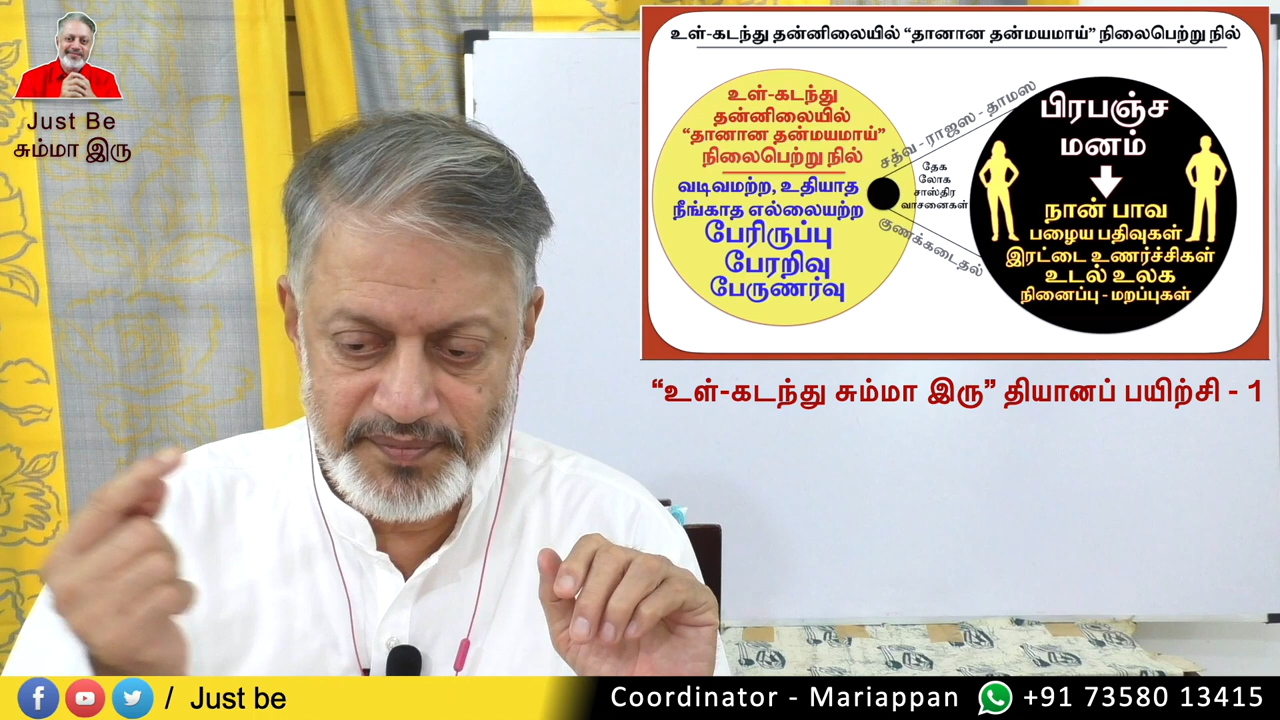 Just Be
சும்மா இரு
உள்-கடந்து தன்னிலையில் “தானான தன்மயமாய்” நிலைபெற்று நில்
உள்-கடந்து
தன்னிலையில்
“தானான தன்மயமாய்”
நிலைபெற்று நில்
வடிவமற்ற, உதியாத
நீங்காத எல்லையற்ற
பேரிருப்பு
பேரறிவு
பேருணர்வு
சத்வ - ராஜஸ - தாமஸ
தேக
லோக
சாஸ்திர
வாசனைகள்
குணக்கடைதல்
பிரபஞ்ச
மனம்
நான் பாவ
பழைய பதிவுகள்
இரட்டை உணர்ச்சிகள்
உடல் உலக
நினைப்பு - மறப்புகள்
“உள்-கடந்து சும்மா இரு” தியானப் பயிற்சி - 1
/ Just be
Coordinator - Mariappan +91 73580 13415